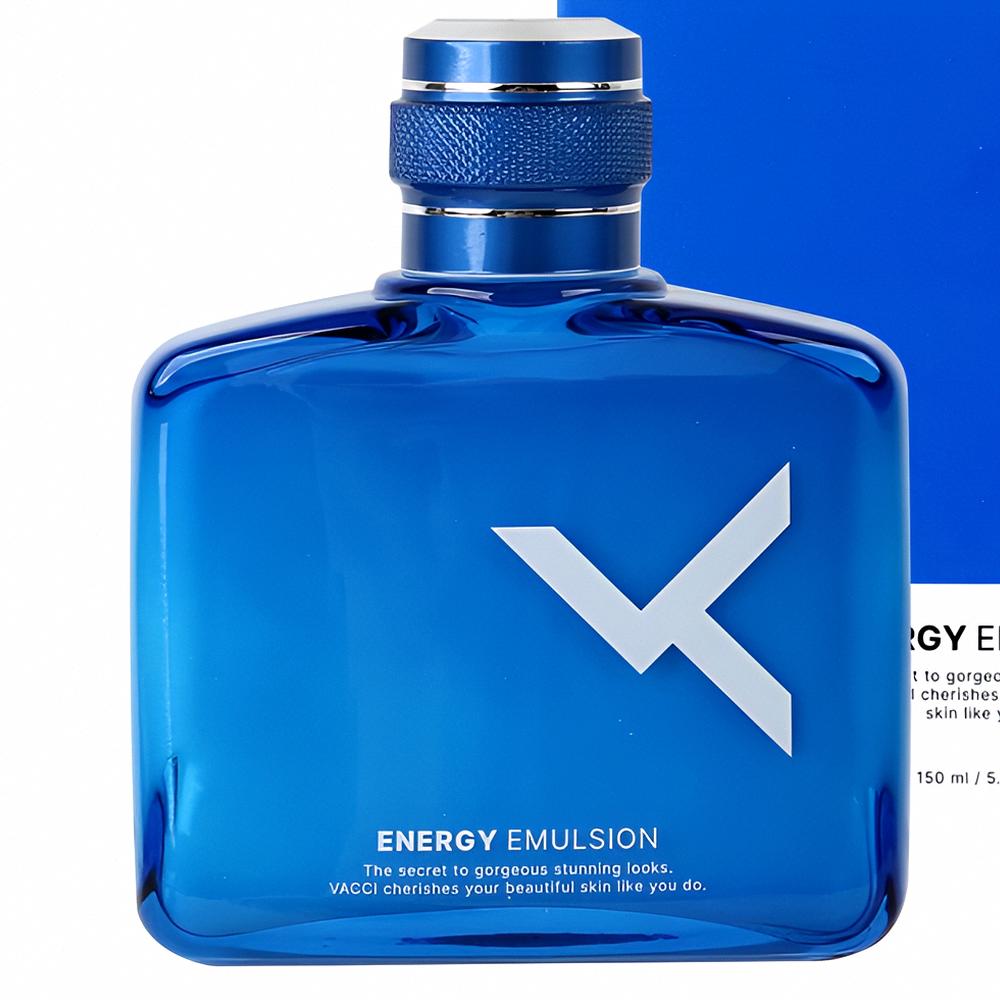 ENERGY EMULSION
The secret to gorgeous stunning looks.
VACCI cherishes your beautiful skin like you do.
RGY E
t to gorgeo
cherishes
skin like y
150 ml / 5.